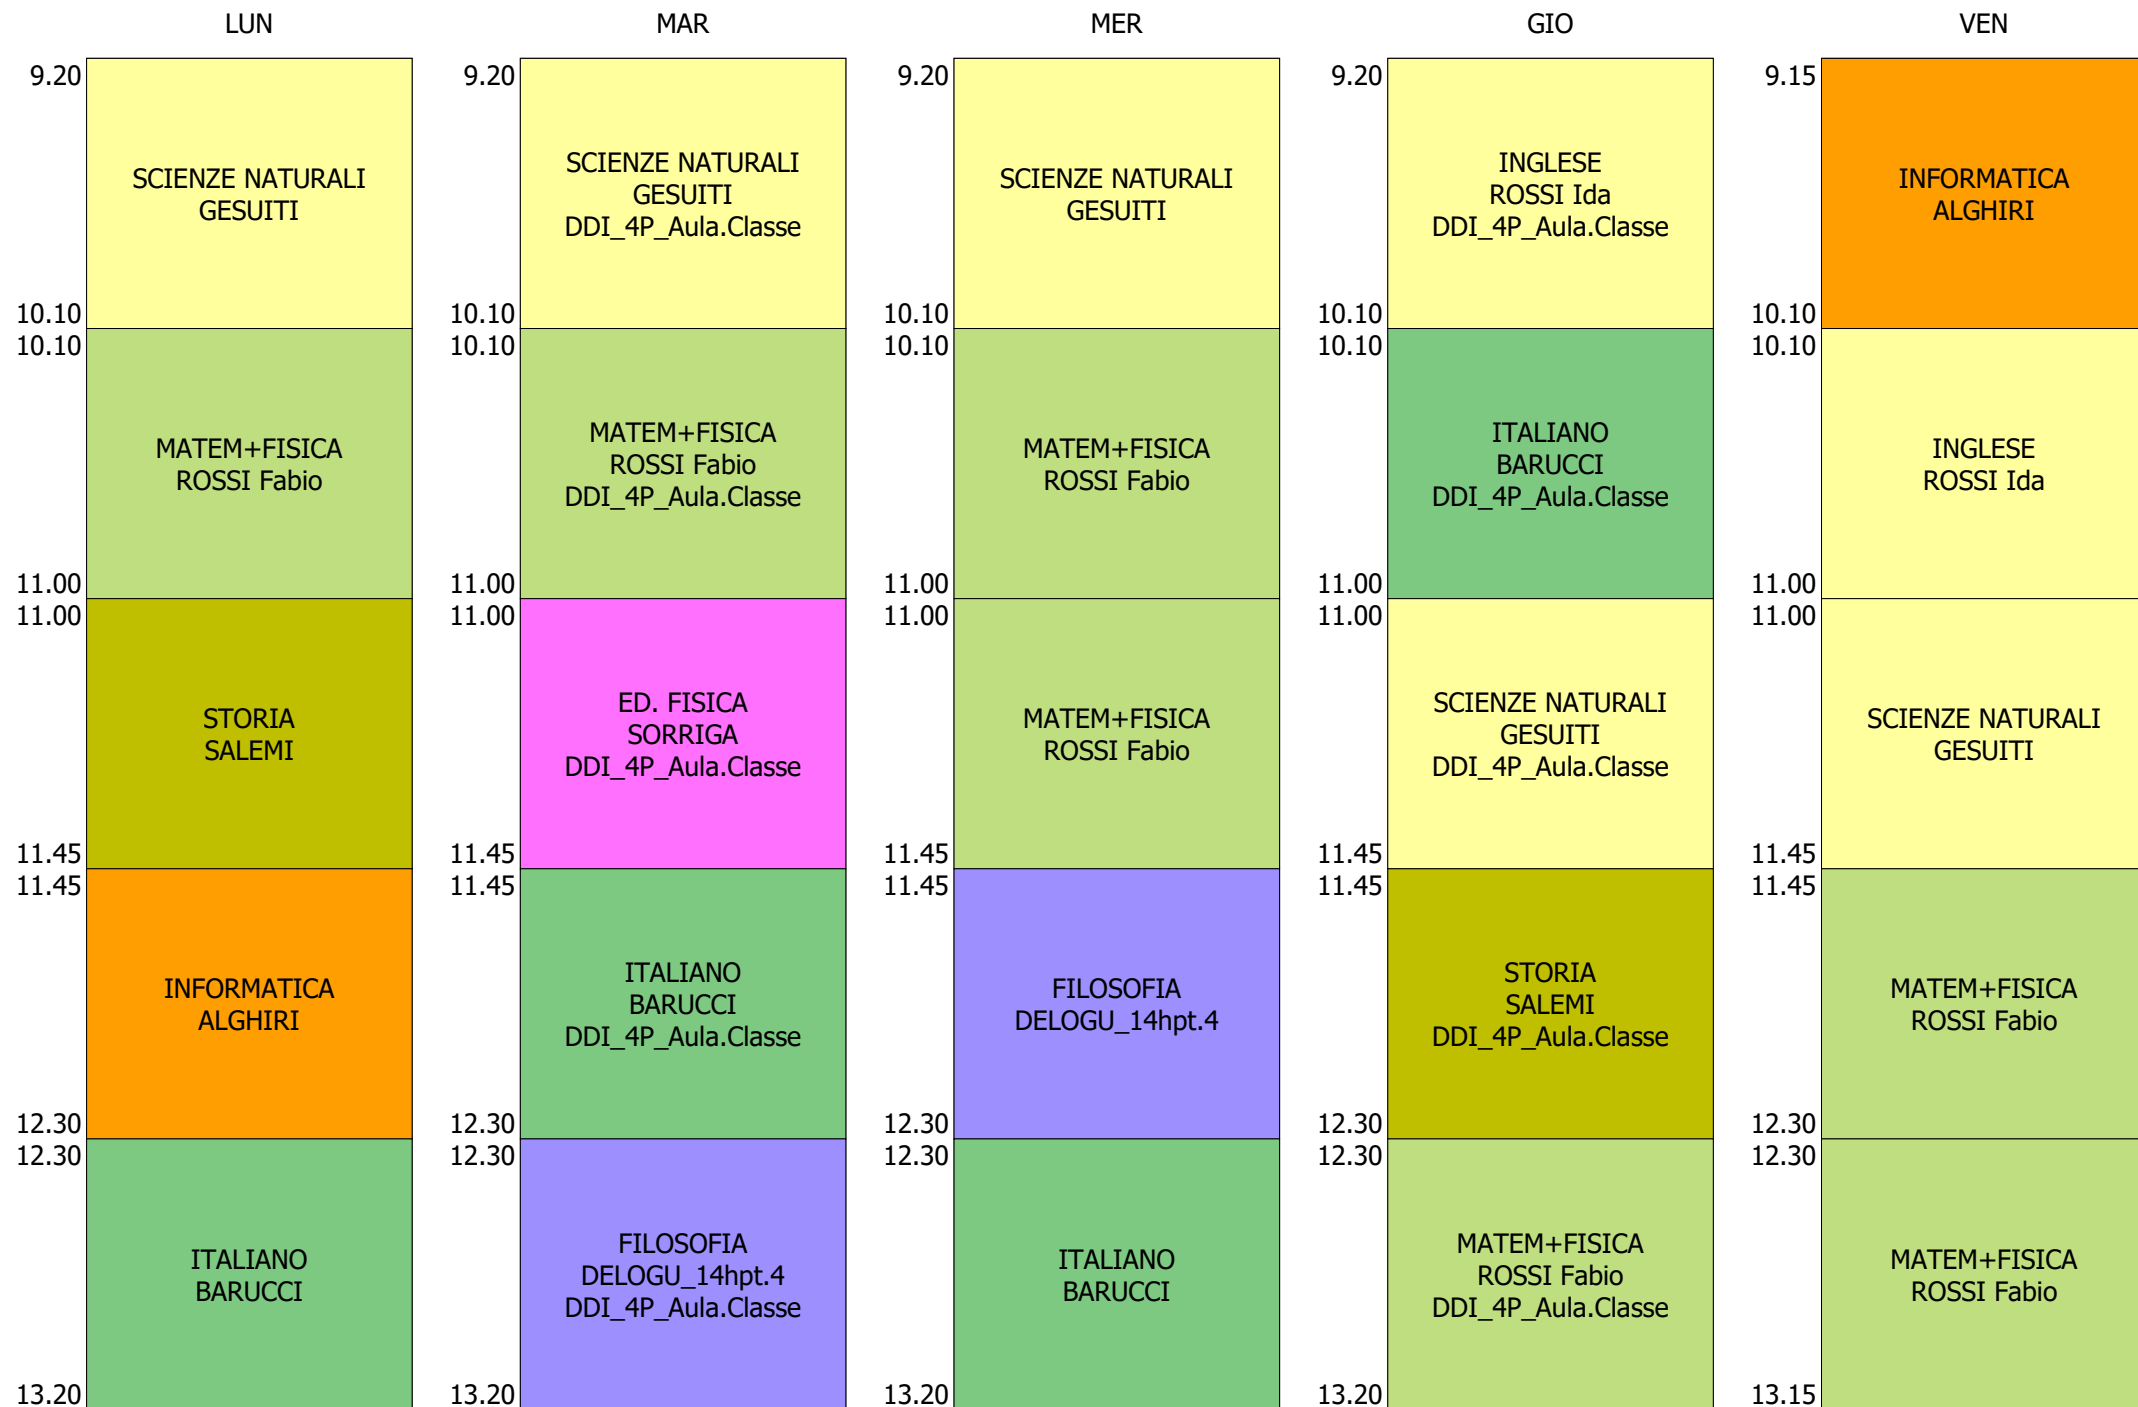 LUN
MAR
MER
GIO
VEN
9.20
SCIENZE NATURALI
GESUITI
10.10
10.10
MATEM+FISICA
ROSSI Fabio
11.00
11.00
STORIA
SALEMI
11.45
11.45
INFORMATICA
ALGHIRI
12.30
12.30
ITALIANO
BARUCCI
13.20
9.20
SCIENZE NATURALI
GESUITI
DDI_4P_Aula.Classe
10.10
10.10
MATEM+FISICA
ROSSI Fabio
DDI_4P_Aula.Classe
11.00
11.00
ED. FISICA
SORRIGA
DDI_4P_Aula.Classe
11.45
11.45
ITALIANO
BARUCCI
DDI_4P_Aula.Classe
12.30
12.30
FILOSOFIA
DELOGU_14hpt.4
DDI_4P_Aula.Classe
13.20
9.20
SCIENZE NATURALI
GESUITI
10.10
10.10
MATEM+FISICA
ROSSI Fabio
11.00
11.00
MATEM+FISICA
ROSSI Fabio
11.45
11.45
FILOSOFIA
DELOGU_14hpt.4
12.30
12.30
ITALIANO
BARUCCI
13.20
9.20
INGLESE
ROSSI Ida
DDI_4P_Aula.Classe
10.10
10.10
ITALIANO
BARUCCI
DDI_4P_Aula.Classe
11.00
11.00
SCIENZE NATURALI
GESUITI
DDI_4P_Aula.Classe
11.45
11.45
STORIA
SALEMI
DDI_4P_Aula.Classe
12.30
12.30
MATEM+FISICA
ROSSI Fabio
DDI_4P_Aula.Classe
13.20
9.15
INFORMATICA
ALGHIRI
10.10
10.10
INGLESE
ROSSI Ida
11.00
11.00
SCIENZE NATURALI
GESUITI
11.45
11.45
MATEM+FISICA
ROSSI Fabio
12.30
12.30
MATEM+FISICA
ROSSI Fabio
13.15